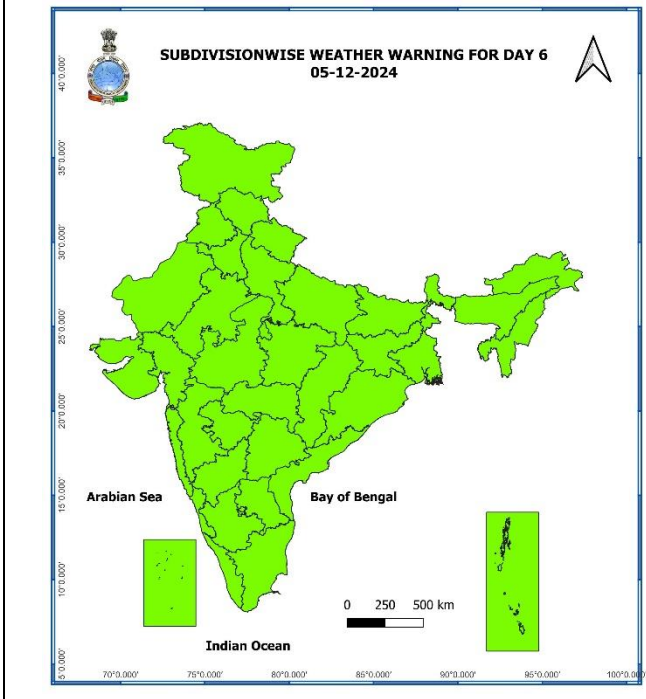 SUBDIVISIONWISE WEATHER WARNING FOR DAY 6
05-12-2024
40°0.000'
35°0.000'
30°0.000'
25°0.000'
20°0.000'
15°0.000'
10°0.000'
5°0.000'
Arabian Sea
Bay of Bengal
0 250 500 km
Indian Ocean
70°0.000' 75°0.000' 80°0.000' 85°0.000' 90°0.000' 95°0.000' 100°0.000'